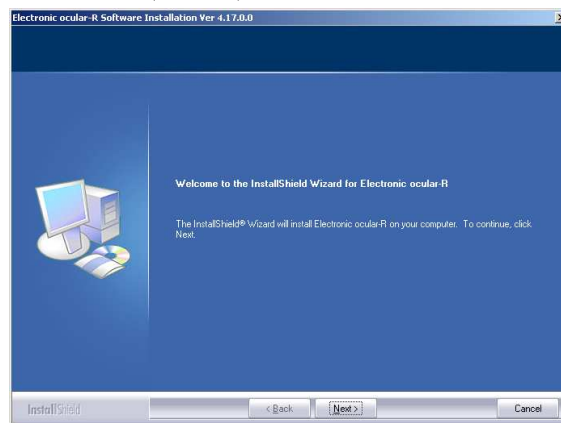 Electronic ocular-R Software Installation Ver 4.17.0.0
Welcome to the InstallShield Wizard for Electronic ocular-R
The InstallShield® Wizard will install Electronic ocular-R on your computer. To continue, click
Next.
InstallShield
< Back
Next >
Cancel